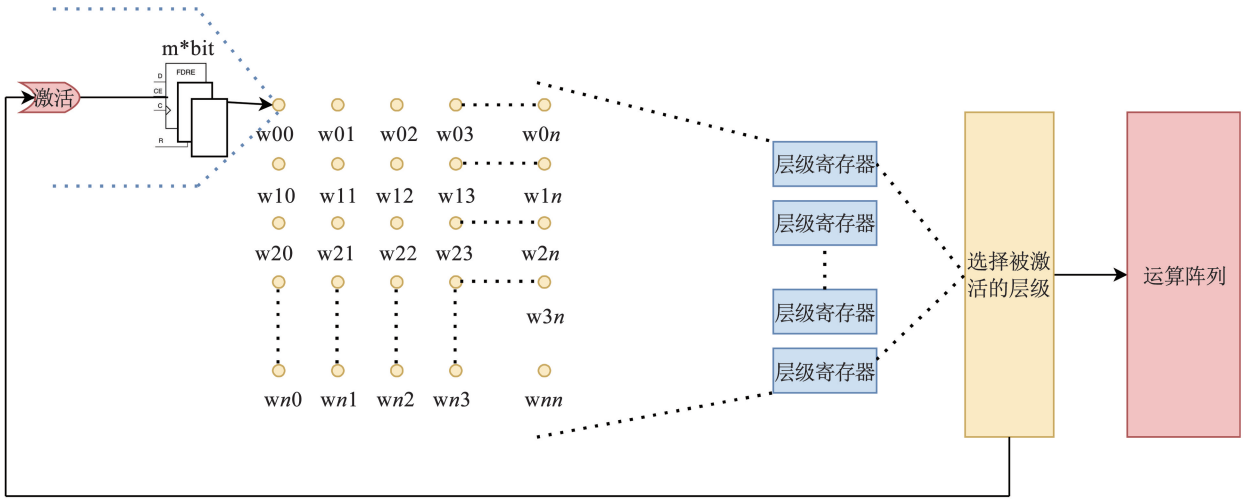 m*bit
FDRE
D
CE
C
R
激活
w00 w01 w02 w03 w0n
w10 w11 w12 w13 w1n
w20 w21 w22 w23 w2n
w3n
wn0 wn1 wn2 wn3 wnn
层级寄存器
层级寄存器
层级寄存器
层级寄存器
选择被激
活的层级
运算阵列